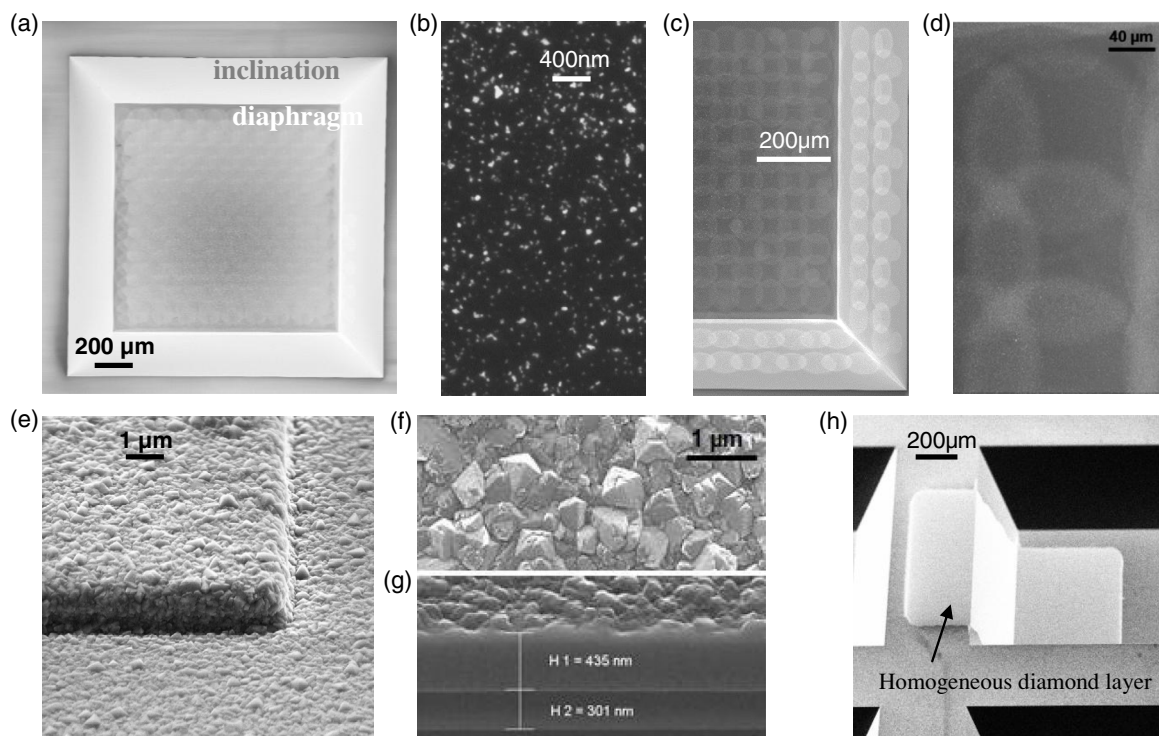 (a)
inclination
diaphragm
200 µm
(b)
400nm
(c)
200µm
(d)
40 µm
(e)
1 µm
(f)
1 µm
(g)
H 1 = 435 nm
H 2 = 301 nm
(h)
200µm
Homogeneous diamond layer